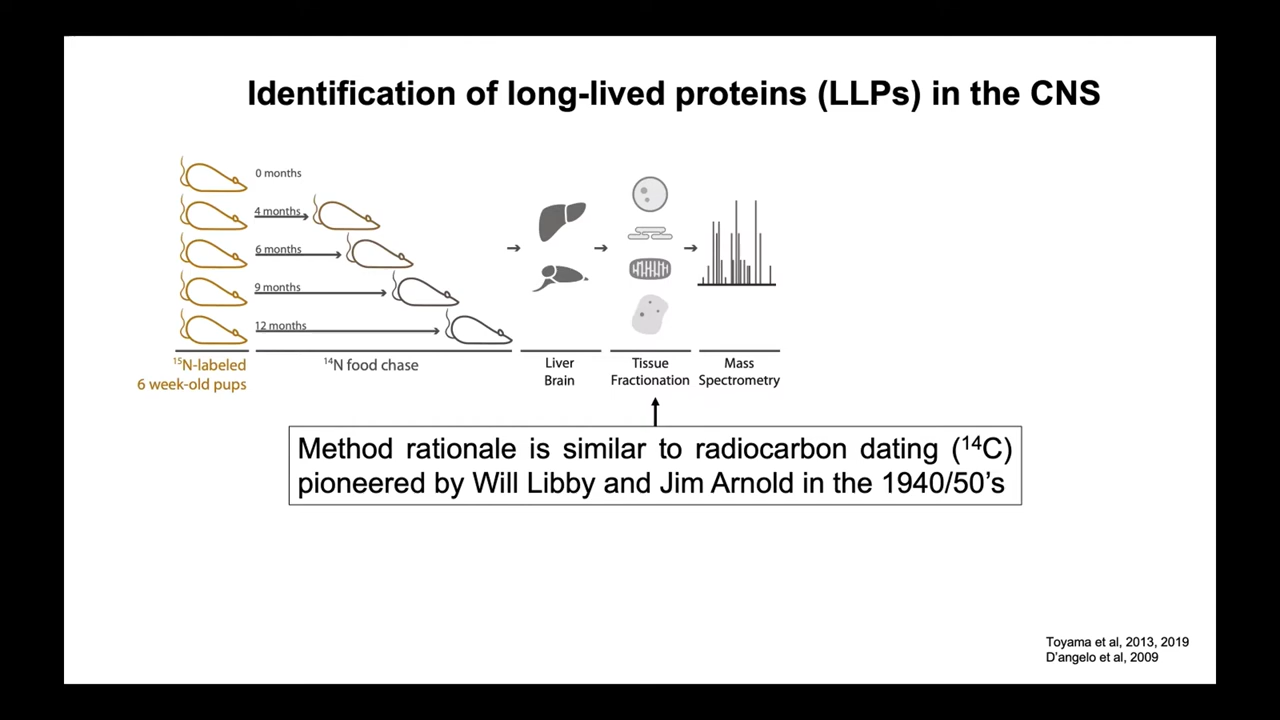 Identification of long-lived proteins (LLPs) in the CNS
0 months
4 months
6 months
9 months
12 months
¹⁵N-labeled
6 week-old pups
¹⁴N food chase
Liver
Brain
Tissue
Fractionation
Mass
Spectrometry
Method rationale is similar to radiocarbon dating (¹⁴C)
pioneered by Will Libby and Jim Arnold in the 1940/50’s
Toyama et al, 2013, 2019
D’angelo et al, 2009